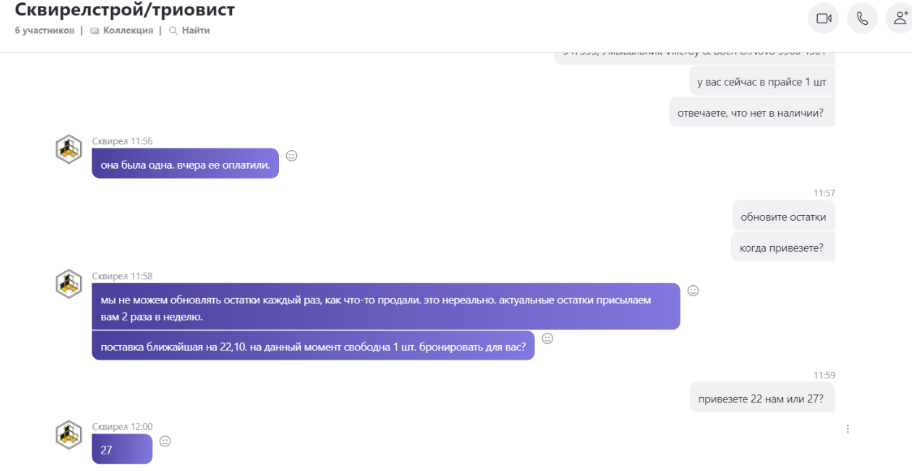 Сквирелстрой/триовист
6 участников | Коллекция | Найти
у вас сейчас в прайсе 1 шт
отвечаете, что нет в наличии?
Сквирел 11:56
она была одна. вчера ее оплатили.
11:57
обновите остатки
когда привезете?
Сквирел 11:58
мы не можем обновлять остатки каждый раз, как что-то продали. это нереально. актуальные остатки присылаем
вам 2 раза в неделю.
поставка ближайшая на 22,10. на данный момент свободна 1 шт. бронировать для вас?
11:59
привезете 22 нам или 27?
Сквирел 12:00
27